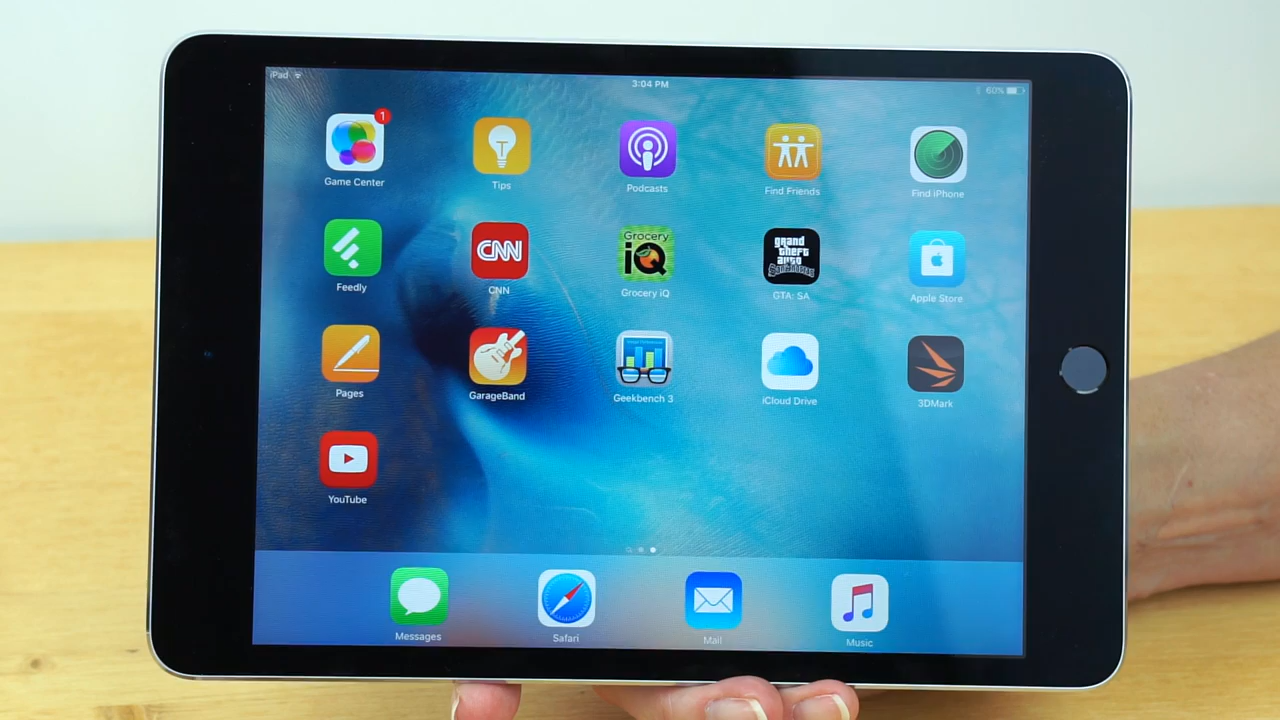 iPad
3:04 PM
60%
1
Game Center
Tips
Podcasts
Find Friends
Find iPhone
CNN
Grocery
iQ
grand
theft
auto
SanAndreas
Feedly
CNN
Grocery iQ
GTA: SA
Apple Store
Pages
GarageBand
Geekbench 3
iCloud Drive
3DMark
YouTube
Messages
Safari
Mail
Music